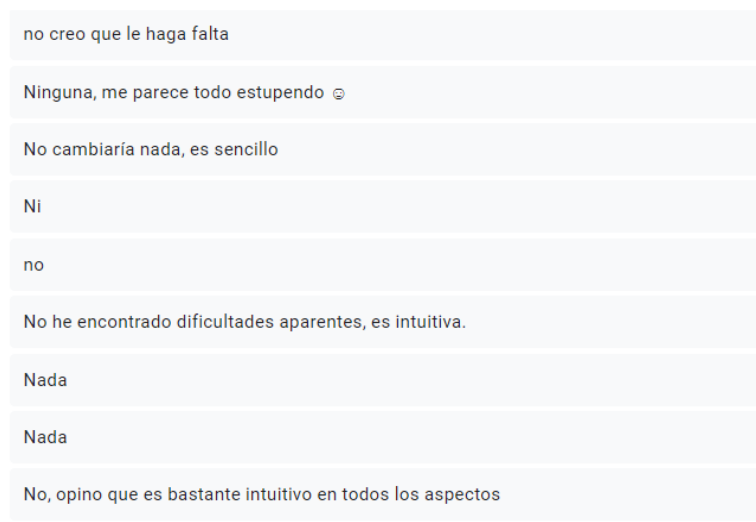 no creo que le haga falta
Ninguna, me parece todo estupendo ☺
No cambiaría nada, es sencillo
Ni
no
No he encontrado dificultades aparentes, es intuitiva.
Nada
Nada
No, opino que es bastante intuitivo en todos los aspectos